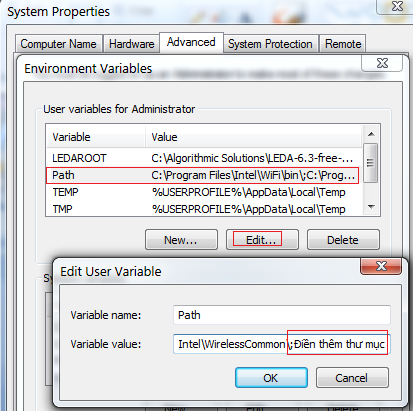 System Properties
Computer Name
Hardware
Advanced
System Protection
Remote
Environment Variables
User variables for Administrator
Variable Value
LEDAROOT C:\Algorithmic Solutions\LEDA-6.3-free-...
Path C:\Program Files\Intel\WiFi\bin\;C:\Prog...
TEMP %USERPROFILE%\AppData\Local\Temp
TMP %USERPROFILE%\AppData\Local\Temp
New...
Edit...
Delete
Edit User Variable
Variable name: Path
Variable value: Intel\WirelessCommon\;Điền thêm thư mục
OK
Cancel